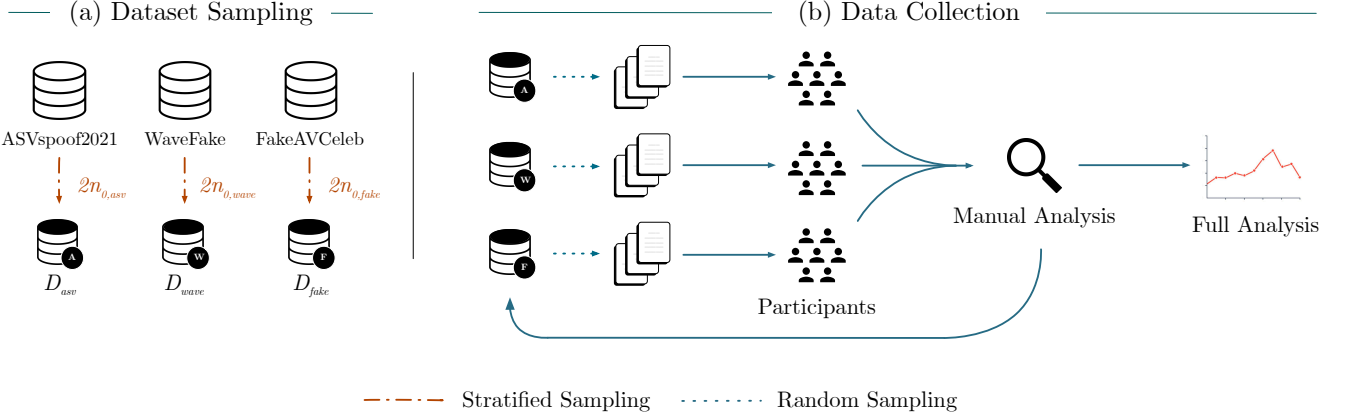 (a) Dataset Sampling
ASVspoof2021 WaveFake FakeAVCeleb
2n0,asv 2n0,wave 2n0,fake
A W F
Dasv Dwave Dfake
(b) Data Collection
A
W
F
Participants
Manual Analysis
Full Analysis
Stratified Sampling Random Sampling